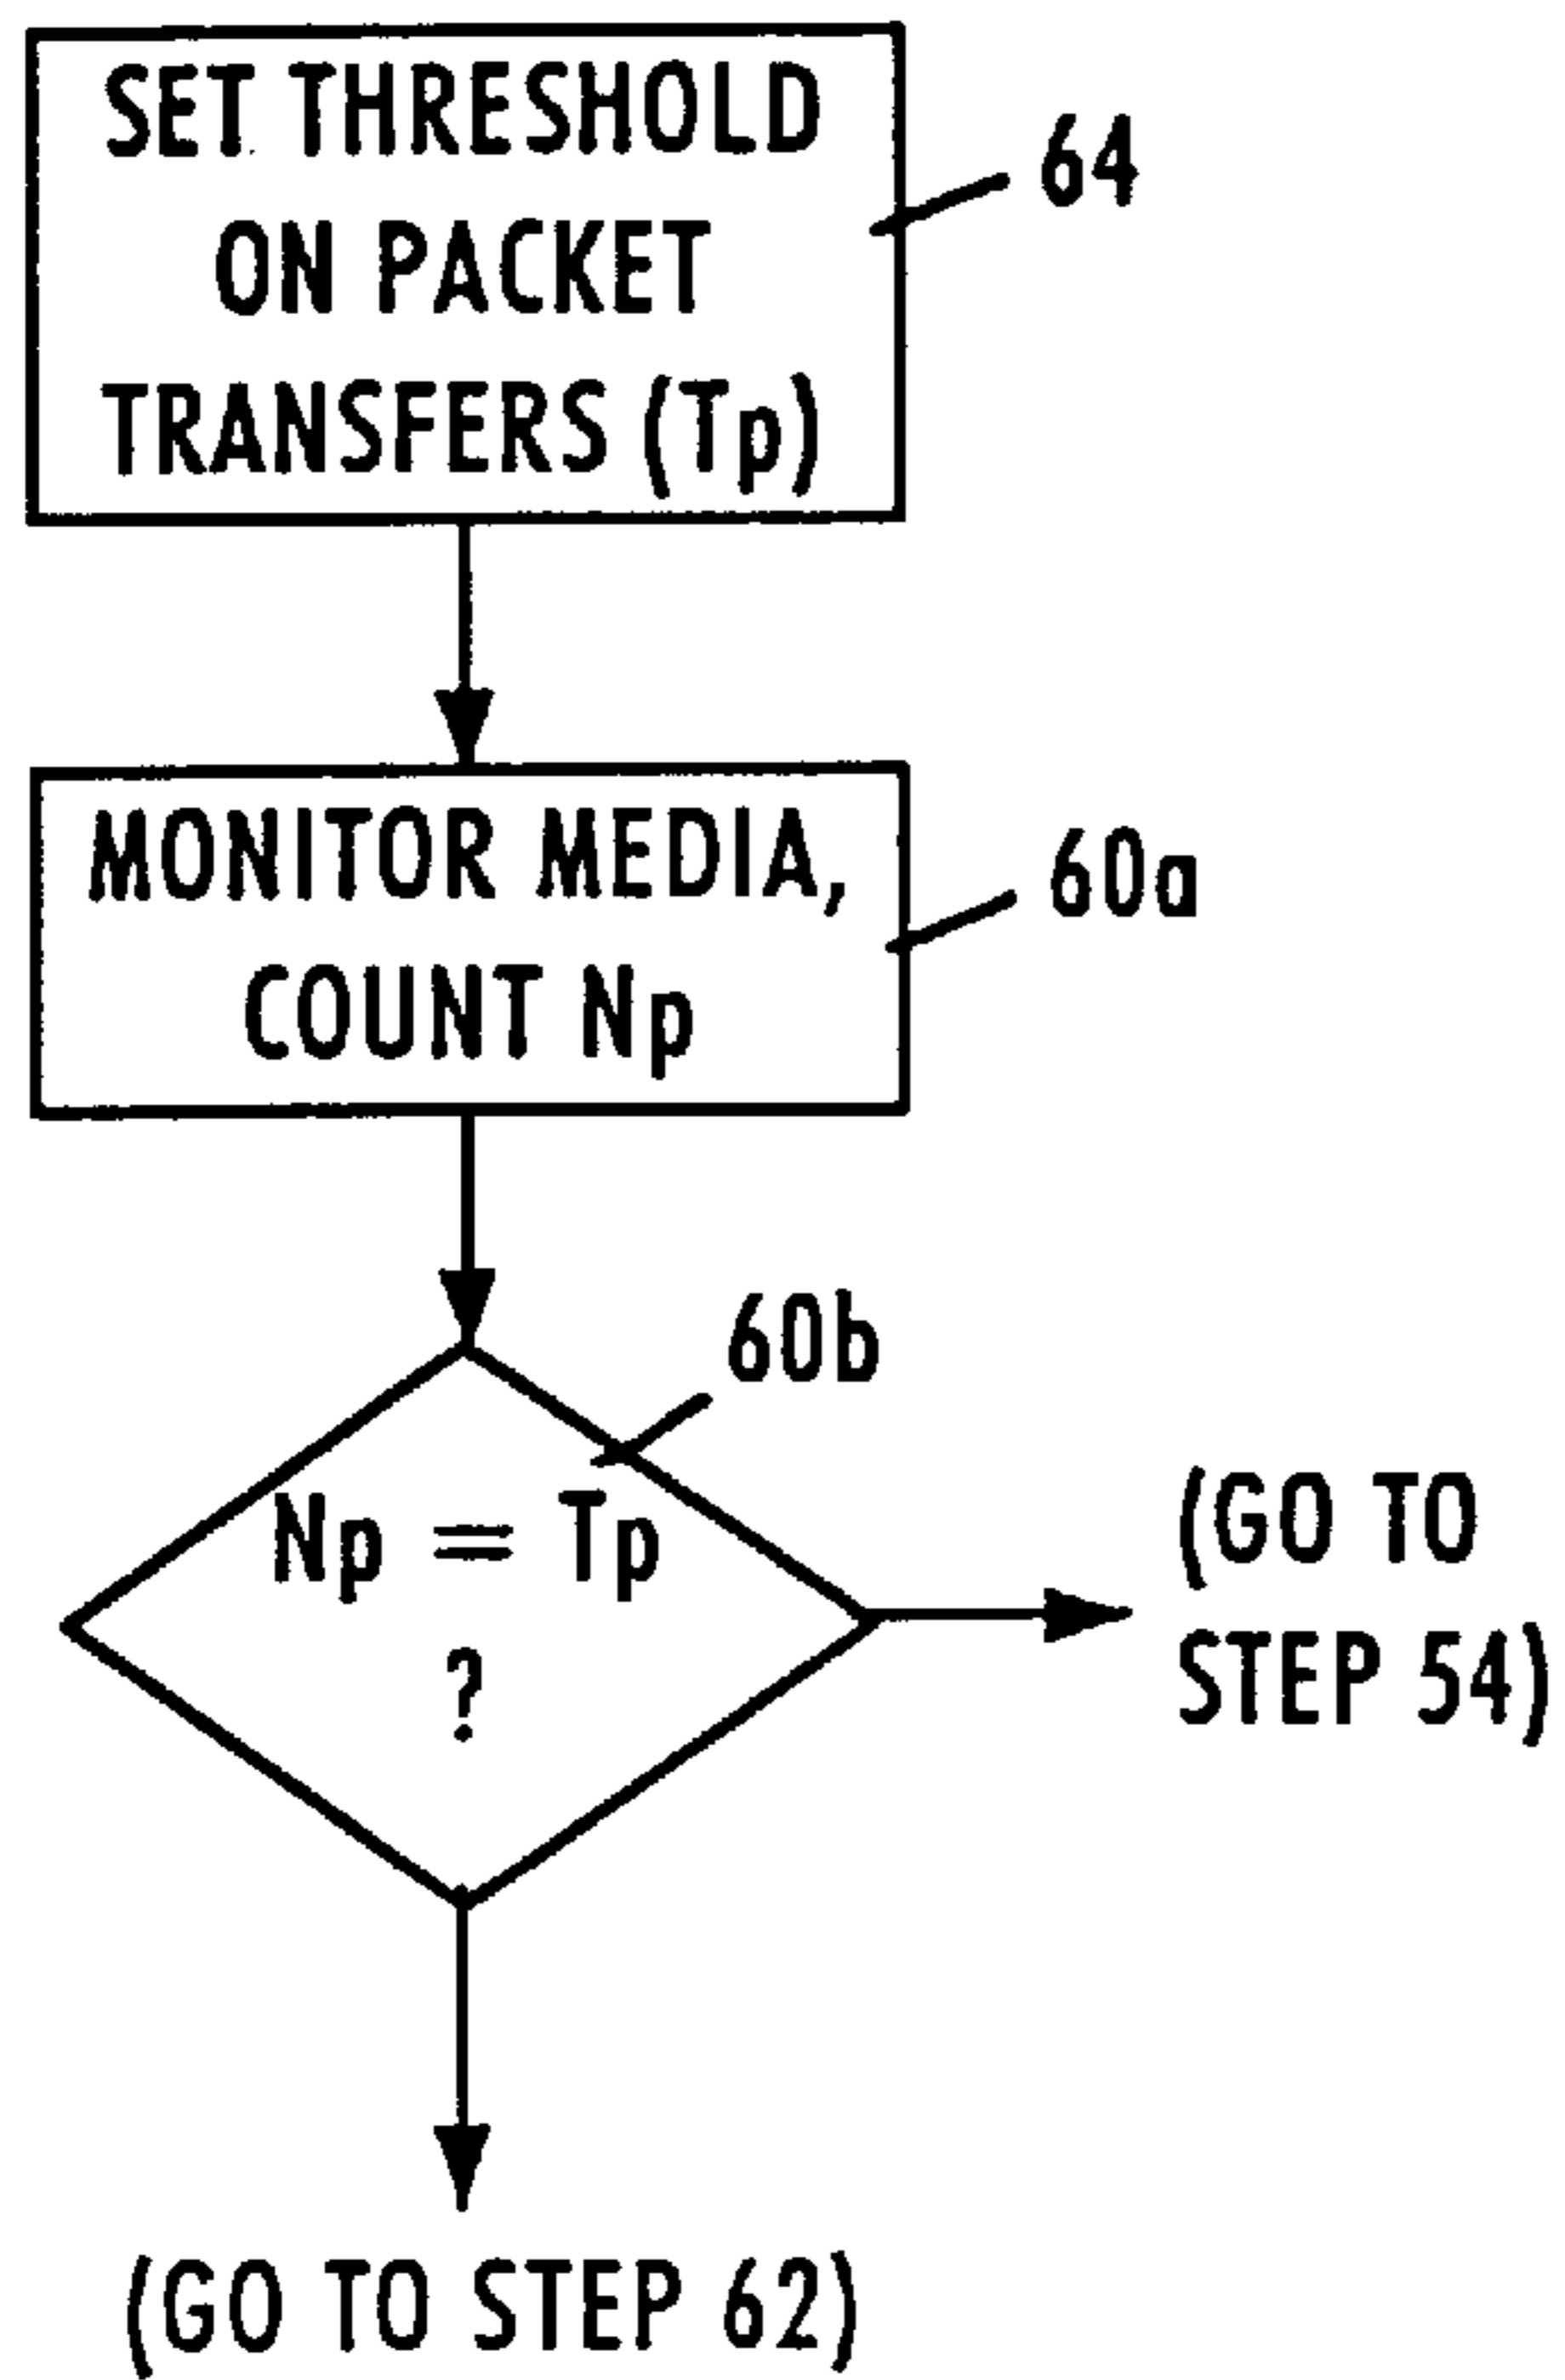 SET THRESHOLD
ON PACKET
TRANSFERS (Tp)
64
MONITOR MEDIA,
COUNT Np
60a
60b
Np = Tp
?
(GO TO
STEP 54)
(GO TO STEP 62)